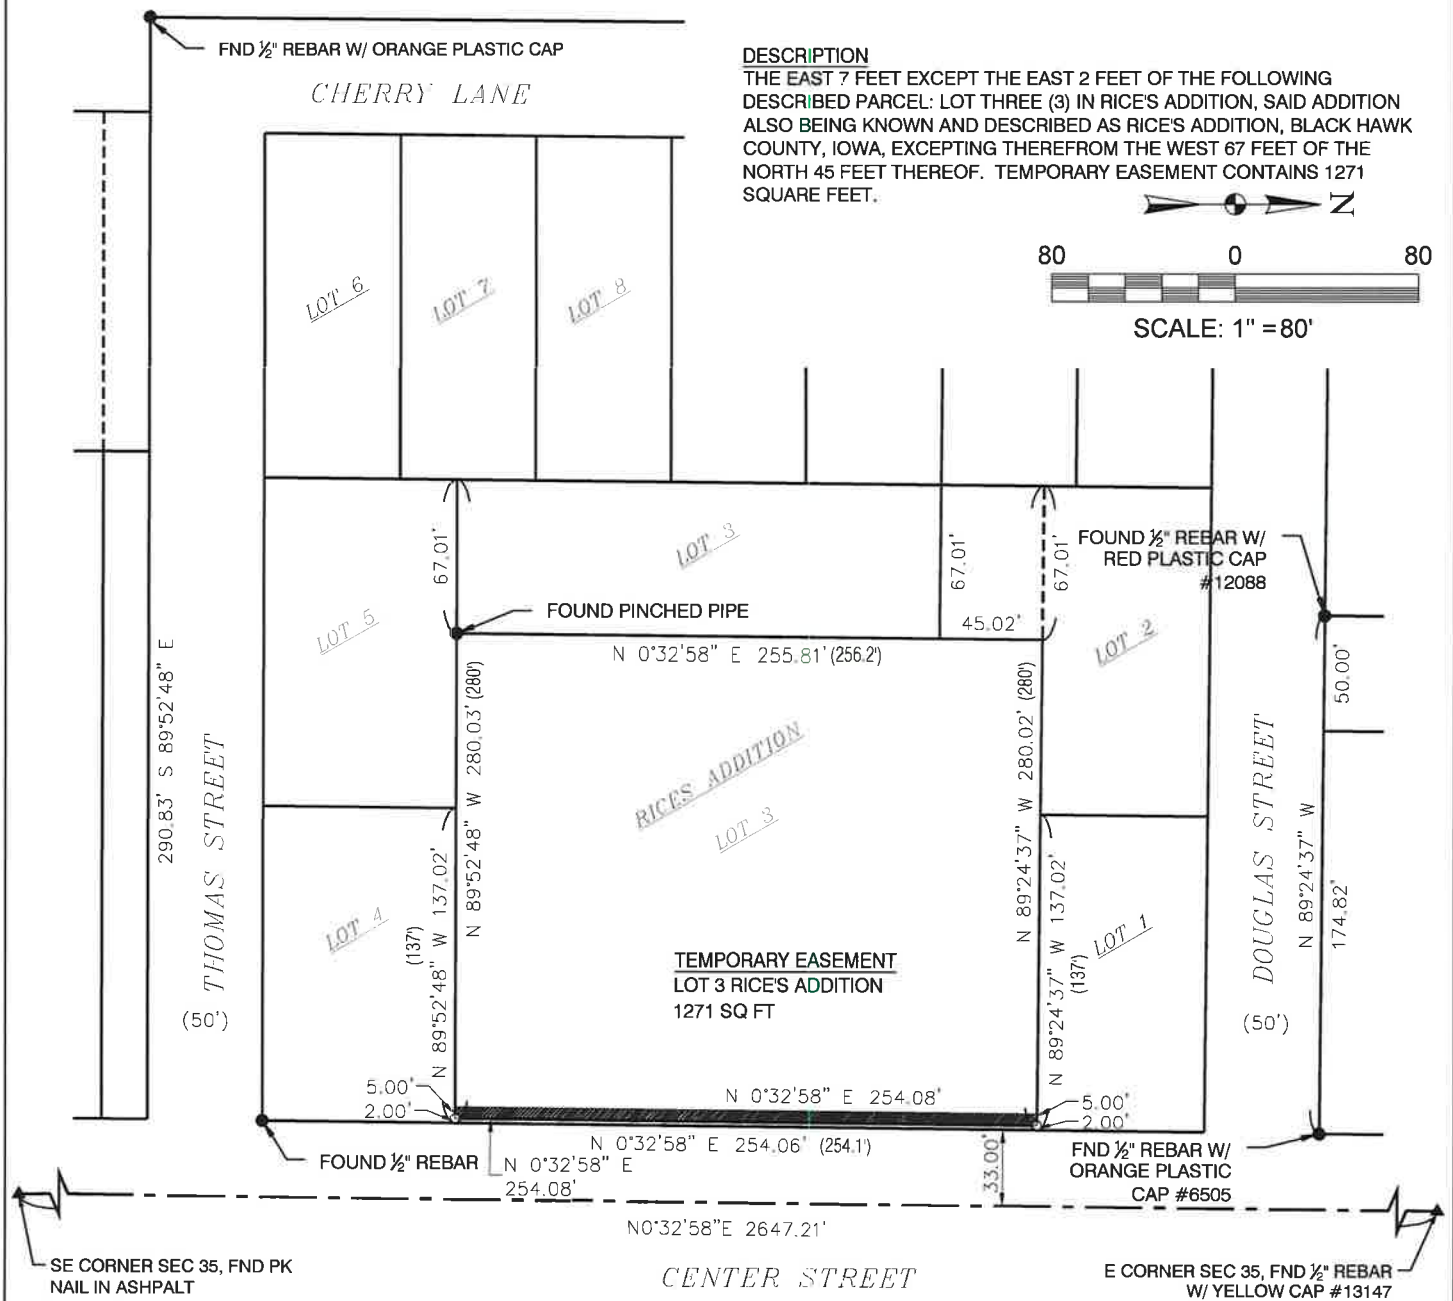 FND ½" REBAR W/ ORANGE PLASTIC CAP
CHERRY LANE
DESCRIPTION
THE EAST 7 FEET EXCEPT THE EAST 2 FEET OF THE FOLLOWING
DESCRIBED PARCEL: LOT THREE (3) IN RICE'S ADDITION, SAID ADDITION
ALSO BEING KNOWN AND DESCRIBED AS RICE'S ADDITION, BLACK HAWK
COUNTY, IOWA, EXCEPTING THEREFROM THE WEST 67 FEET OF THE
NORTH 45 FEET THEREOF. TEMPORARY EASEMENT CONTAINS 1271
SQUARE FEET.
N
80 0 80
SCALE: 1" =80'
LOT 6
LOT 7
LOT 8
LOT 3
67.01'
67.01'
67.01'
45.02'
FOUND ½" REBAR W/
RED PLASTIC CAP
#12088
FOUND PINCHED PIPE
N 0°32'58" E 255.81' (256.2')
LOT 5
LOT 2
290.83' S 89°52'48" E
THOMAS STREET
(50')
N 89°52'48" W 280.03' (280')
N 89°24'37" W 280.02' (280')
RICES ADDITION
LOT 3
50.00'
DOUGLAS STREET
(50')
N 89°24'37" W
174.82'
LOT 4
N 89°52'48" W 137.02'
(137')
N 89°24'37" W 137.02'
(137')
LOT 1
TEMPORARY EASEMENT
LOT 3 RICE'S ADDITION
1271 SQ FT
5.00'
2.00'
N 0°32'58" E 254.08'
5.00'
2.00'
N 0°32'58" E 254.06' (254.1')
FOUND ½" REBAR
N 0°32'58" E
254.08'
33.00'
FND ½" REBAR W/
ORANGE PLASTIC
CAP #6505
N0°32'58"E 2647.21'
SE CORNER SEC 35, FND PK
NAIL IN ASHPALT
CENTER STREET
E CORNER SEC 35, FND ½" REBAR
W/ YELLOW CAP #13147